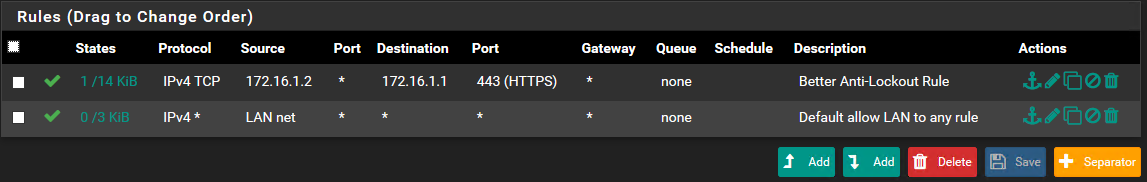 Rules (Drag to Change Order)
States Protocol Source Port Destination Port Gateway Queue Schedule Description Actions
1 /14 KiB IPv4 TCP 172.16.1.2 * 172.16.1.1 443 (HTTPS) * none Better Anti-Lockout Rule
0 /3 KiB IPv4 * LAN net * * * * none Default allow LAN to any rule
Add Add Delete Save Separator